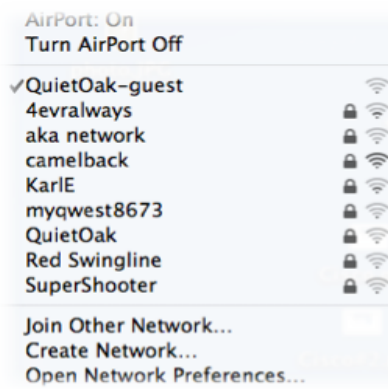 AirPort: On
Turn AirPort Off
✓QuietOak-guest
4evralways
aka network
camelback
KarlE
myqwest8673
QuietOak
Red Swingline
SuperShooter
Join Other Network...
Create Network...
Open Network Preferences...